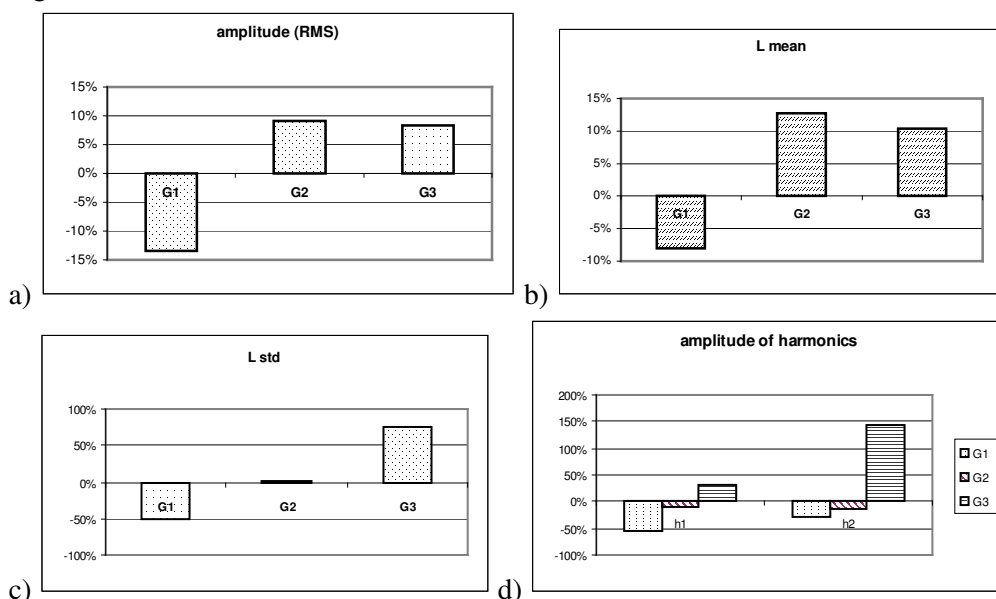 amplitude (RMS)
15%
10%
5%
0%
-5%
-10%
-15%
G1
G2
G3
a)
L mean
15%
10%
5%
0%
-5%
-10%
G1
G2
G3
b)
L std
100%
50%
0%
-50%
-100%
G1
G2
G3
c)
amplitude of harmonics
200%
150%
100%
50%
0%
-50%
-100%
h1
h2
G1
G2
G3
d)